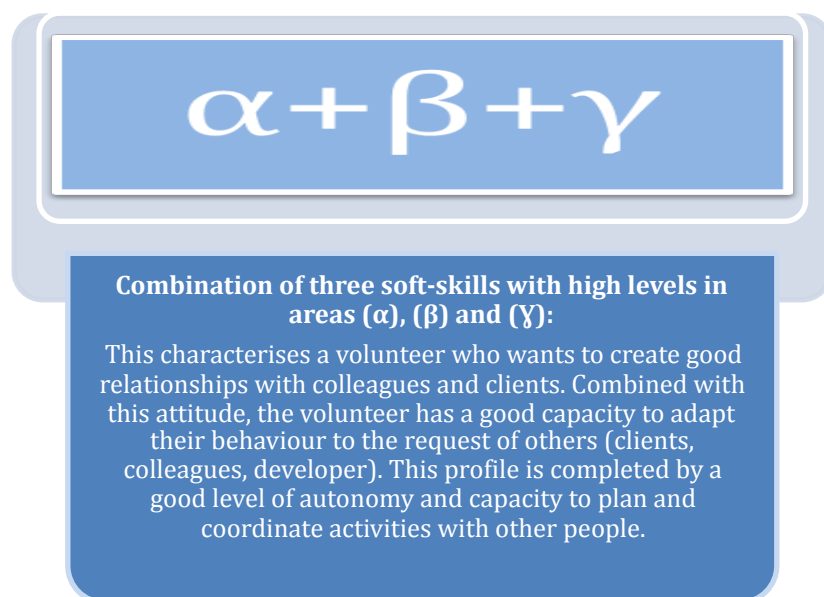 α+β+γ
Combination of three soft-skills with high levels in
areas (α), (β) and (Ɣ):
This characterises a volunteer who wants to create good
relationships with colleagues and clients. Combined with
this attitude, the volunteer has a good capacity to adapt
their behaviour to the request of others (clients,
colleagues, developer). This profile is completed by a
good level of autonomy and capacity to plan and
coordinate activities with other people.